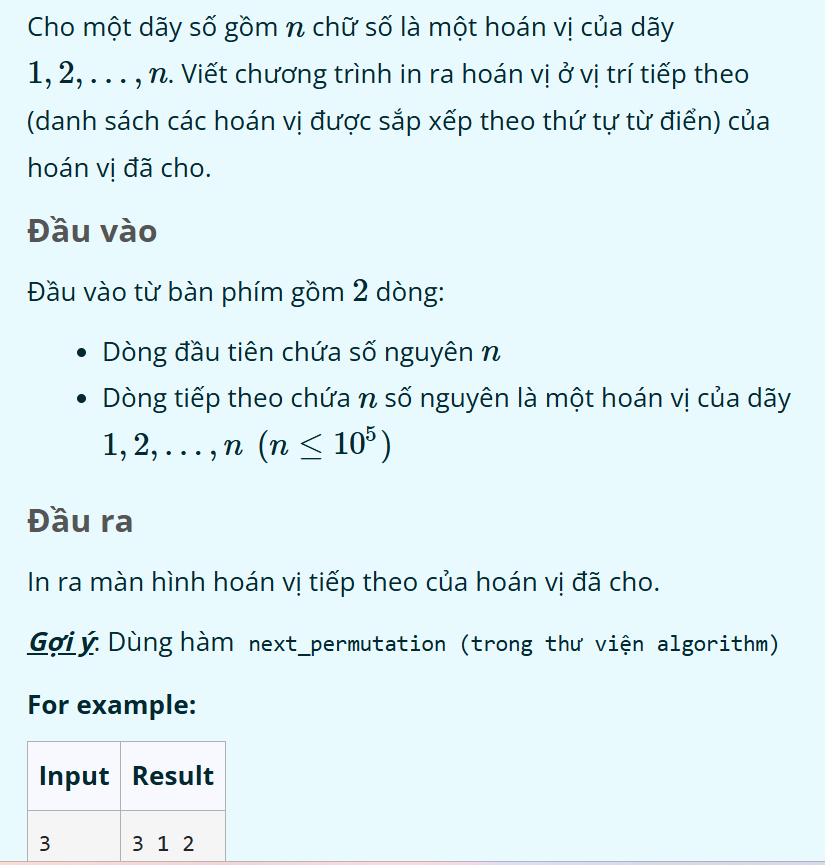 Cho một dãy số gồm n chữ số là một hoán vị của dãy
1, 2, . . . , n. Viết chương trình in ra hoán vị ở vị trí tiếp theo
(danh sách các hoán vị được sắp xếp theo thứ tự từ điển) của
hoán vị đã cho.
Đầu vào
Đầu vào từ bàn phím gồm 2 dòng:
• Dòng đầu tiên chứa số nguyên n
• Dòng tiếp theo chứa n số nguyên là một hoán vị của dãy
1, 2, . . . , n (n ≤ 10⁵)
Đầu ra
In ra màn hình hoán vị tiếp theo của hoán vị đã cho.
Gợi ý: Dùng hàm next_permutation (trong thư viện algorithm)
For example:
Input Result
3 3 1 2